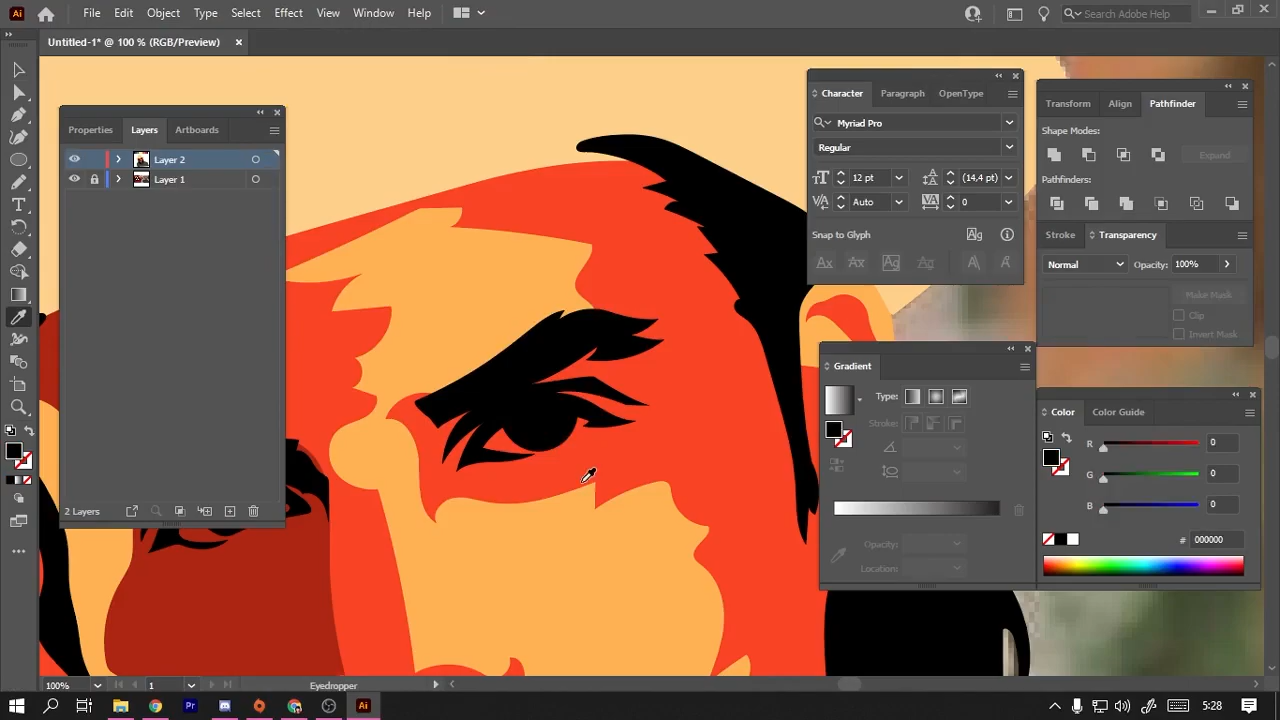 Ai File Edit Object Type Select Effect View Window Help Search Adobe Help
Untitled-1* @ 100 % (RGB/Preview)
Properties Layers Artboards
Layer 2
Layer 1
2 Layers
Character Paragraph OpenType
Myriad Pro
Regular
12 pt (14,4 pt)
Auto 0
Snap to Glyph
Transform Align Pathfinder
Shape Modes:
Expand
Pathfinders:
Stroke Transparency
Normal Opacity: 100%
Make Mask
Clip
Invert Mask
Gradient
Type:
Stroke:
Opacity:
Location:
Color Color Guide
R 0
G 0
B 0
# 000000
100% 1 Eyedropper
Pr Ai 5:28